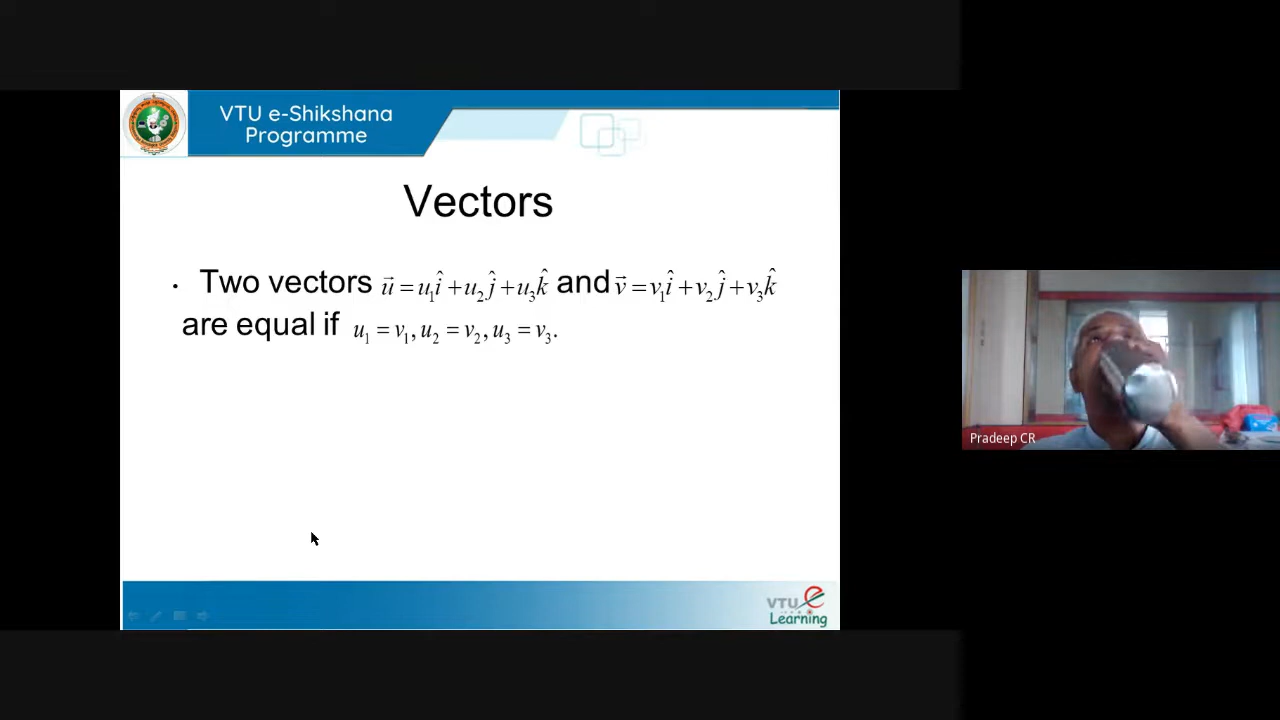 VTU e-Shikshana
Programme
Vectors
• Two vectors u⃗ = u₁î + u₂ĵ + u₃k̂ and v⃗ = v₁î + v₂ĵ + v₃k̂
are equal if u₁ = v₁, u₂ = v₂, u₃ = v₃.
Pradeep CR
VTU e
Learning